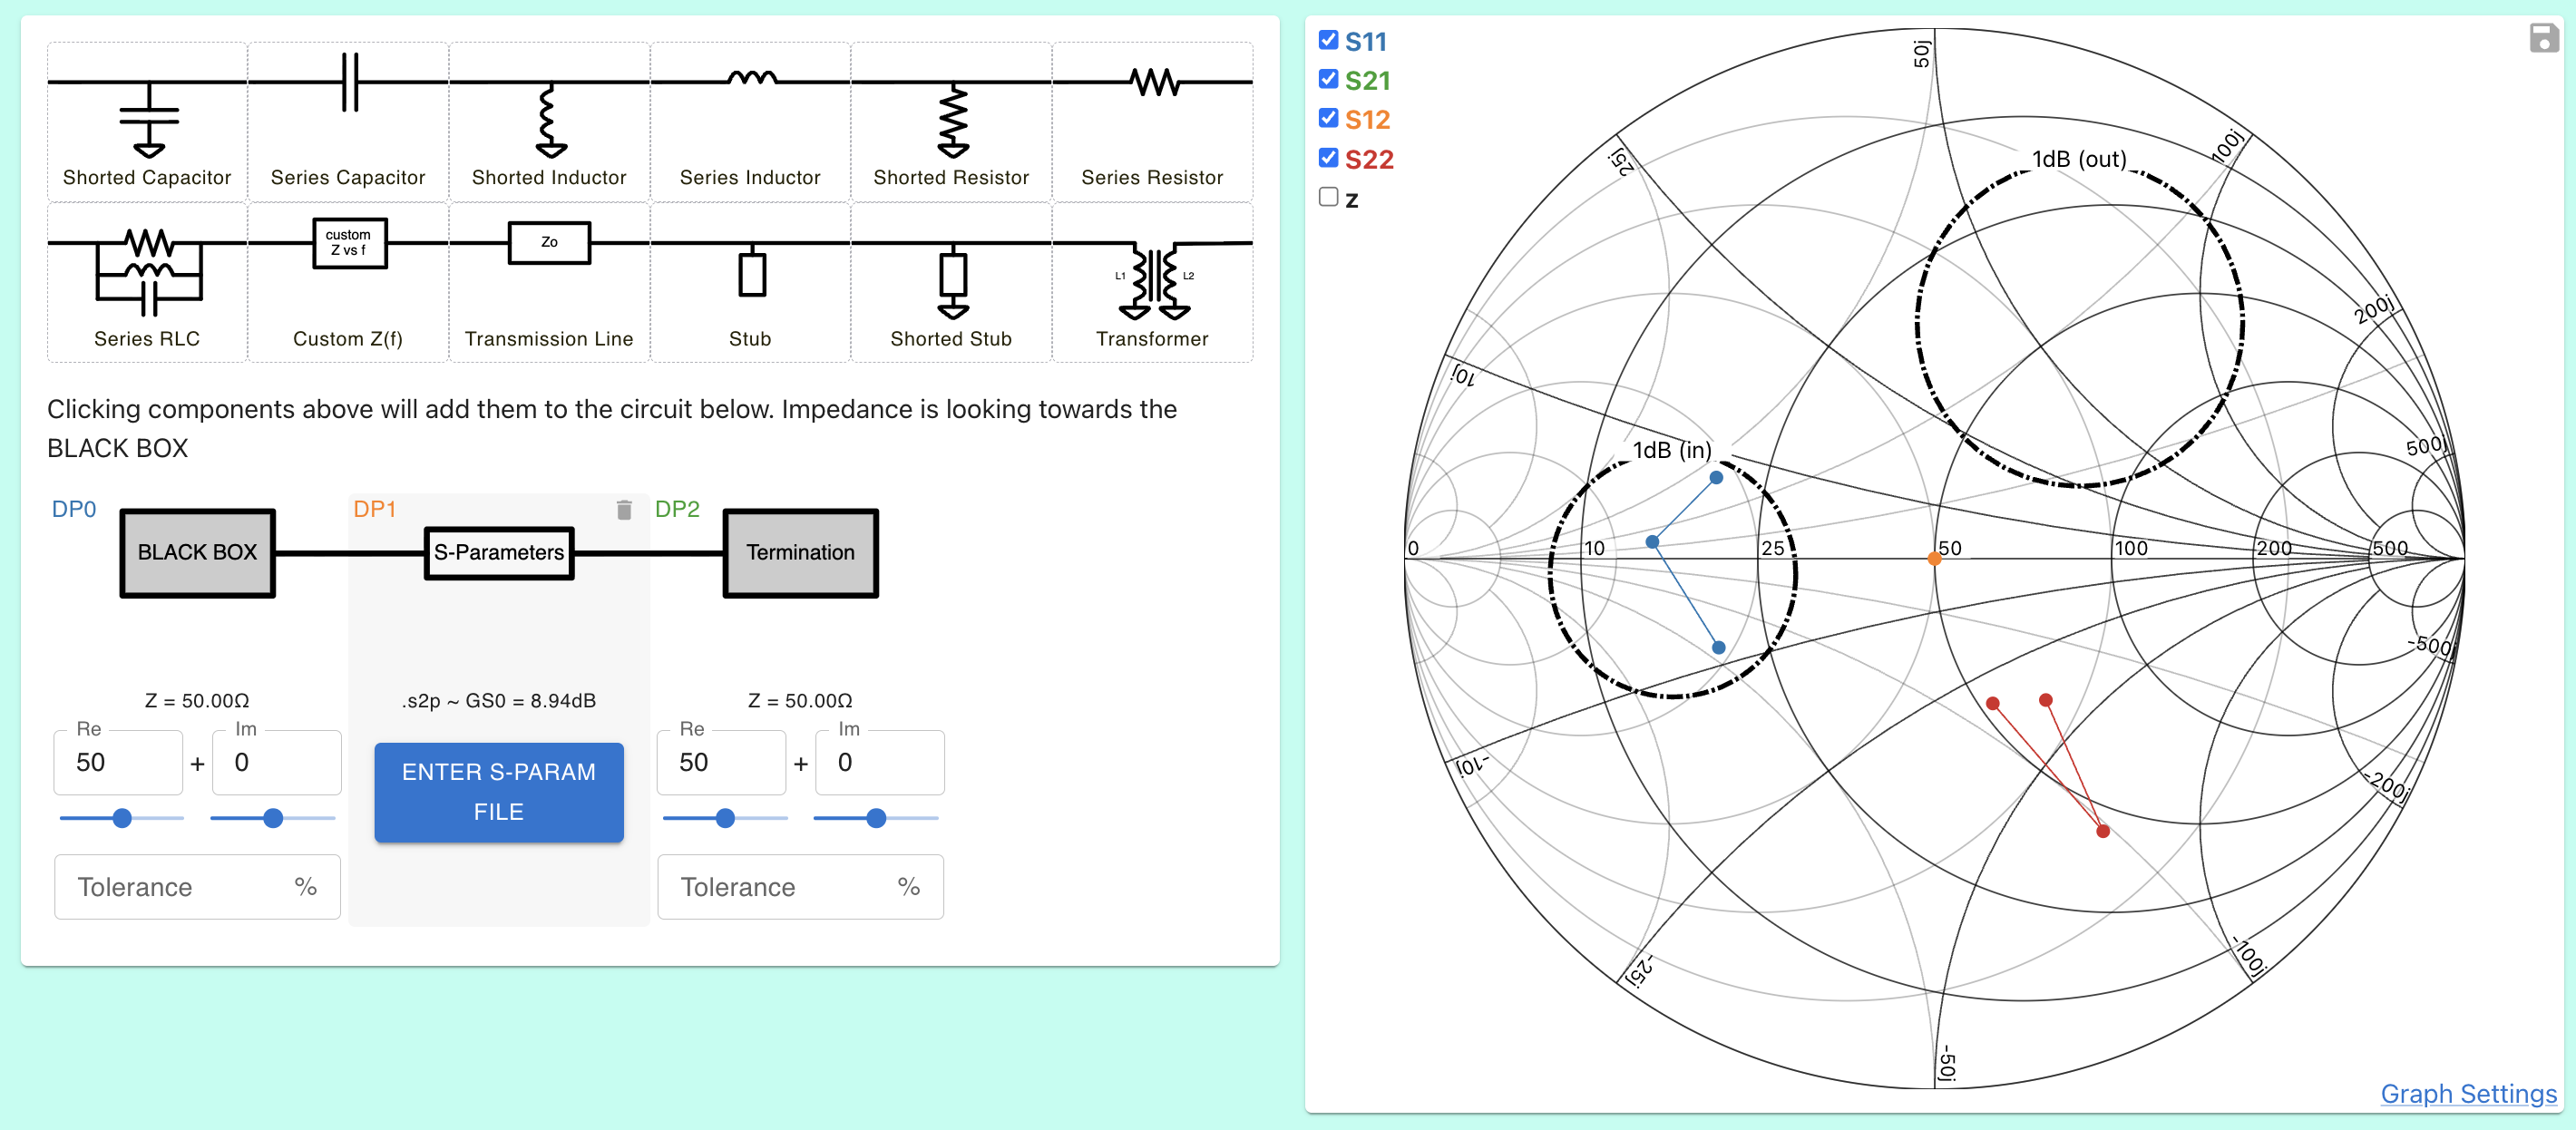 Shorted Capacitor
Series Capacitor
Shorted Inductor
Series Inductor
Shorted Resistor
Series Resistor
custom
Z vs f
Zo
L1
L2
Series RLC
Custom Z(f)
Transmission Line
Stub
Shorted Stub
Transformer
Clicking components above will add them to the circuit below. Impedance is looking towards the
BLACK BOX
DP0
BLACK BOX
DP1
S-Parameters
DP2
Termination
Z = 50.00Ω
.s2p ~ GS0 = 8.94dB
Z = 50.00Ω
Re
50
+
Im
0
ENTER S-PARAM
FILE
Re
50
+
Im
0
Tolerance %
Tolerance %
S11
S21
S12
S22
z
50j
25j
100j
1dB (out)
200j
10j
1dB (in)
500j
0
10
25
50
100
200
500
-500j
-10j
-200j
-25j
-100j
-50j
Graph Settings